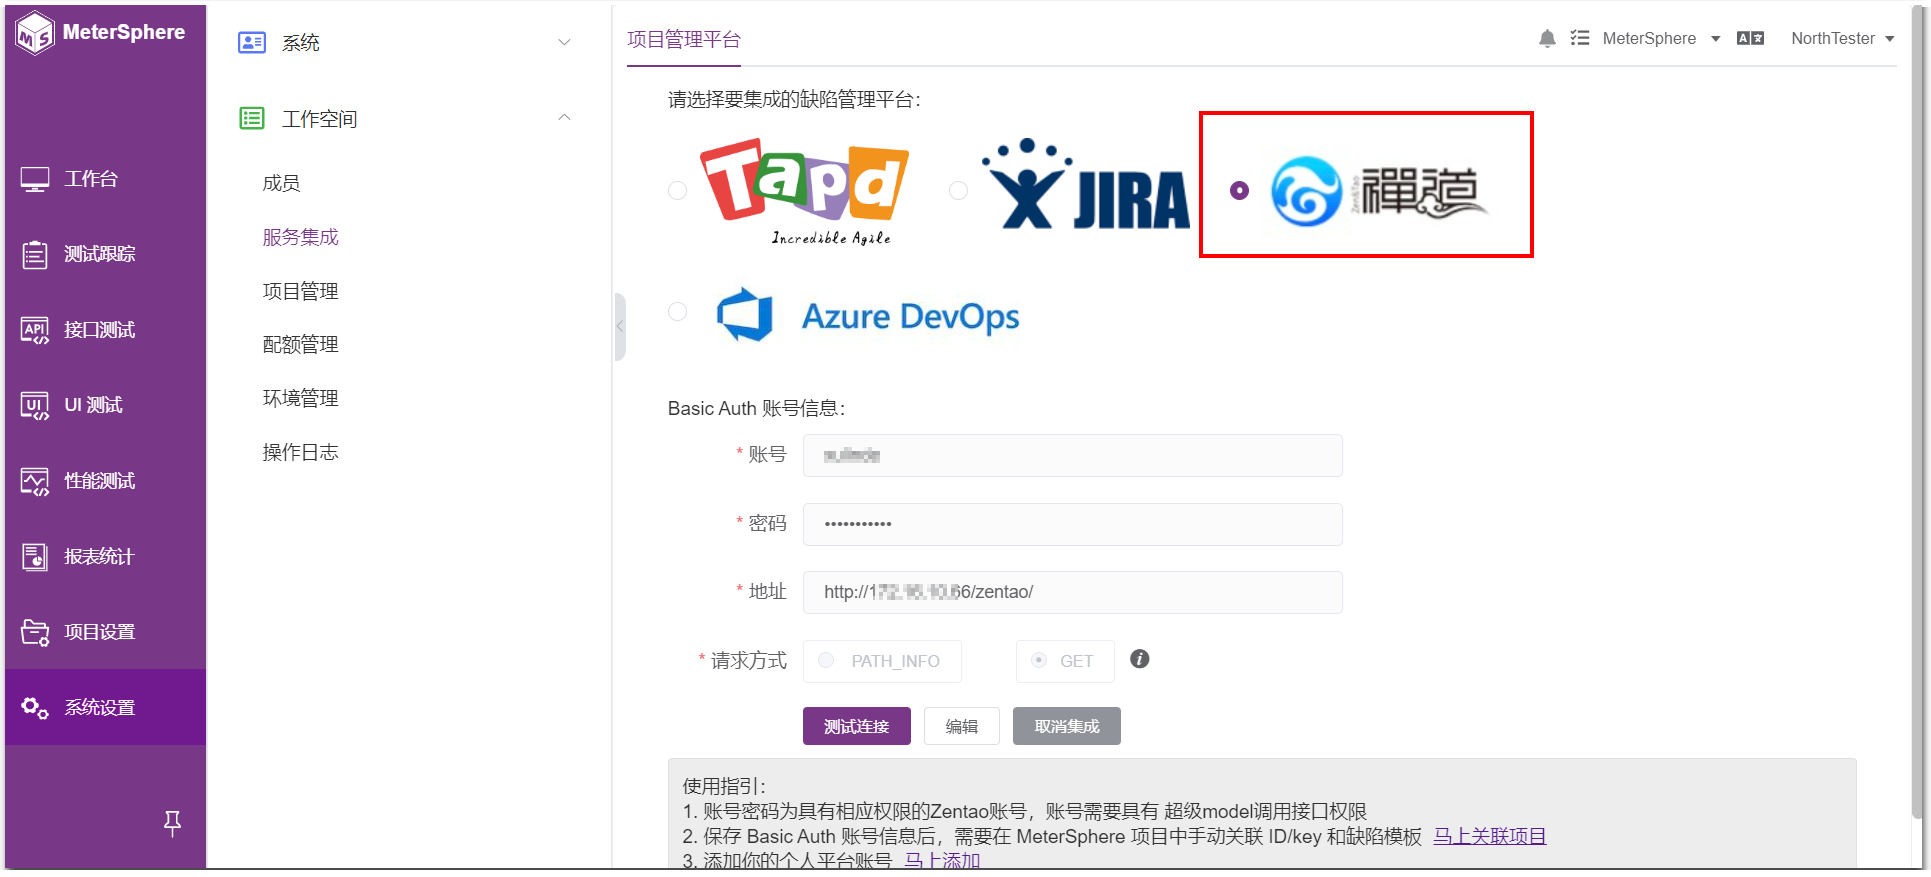 MeterSphere
工作台
测试跟踪
API 接口测试
UI UI 测试
性能测试
报表统计
项目设置
系统设置
系统
工作空间
成员
服务集成
项目管理
配额管理
环境管理
操作日志
项目管理平台
MeterSphere
NorthTester
请选择要集成的缺陷管理平台：
Tapd
Incredible Agile
JIRA
Zen&Tao 禪道
Azure DevOps
Basic Auth 账号信息：
* 账号
* 密码 •••••••••••
* 地址 http://172.16.10.66/zentao/
* 请求方式 PATH_INFO GET
测试连接 编辑 取消集成
使用指引：
1. 账号密码为具有相应权限的Zentao账号，账号需要具有 超级model调用接口权限
2. 保存 Basic Auth 账号信息后，需要在 MeterSphere 项目中手动关联 ID/key 和缺陷模板 马上关联项目
3. 添加你的个人平台账号 马上添加